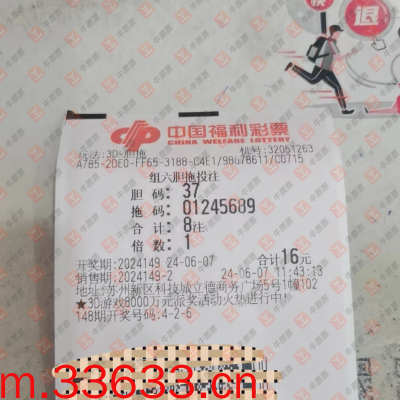 快
退
中国福利彩票
CHINA WELFARE LOTTERY
玩法:3D-胆拖 机号:32051263
A785-2DE0-FF65-3188-C4E1/98678611/C0715
组六胆拖投注
胆 码: 37
拖 码: 01245689
合 计: 8注
倍 数: 1
开奖期:2024149 24-06-07 合计16元
销售期:2024149-2 24-06-07 11:43:13
地址:苏州新区科技城立德商务广场5号1幢102
★3D游戏8000万元派奖活动火热进行中!
148期开奖号码:4-2-6
m.33633.cn